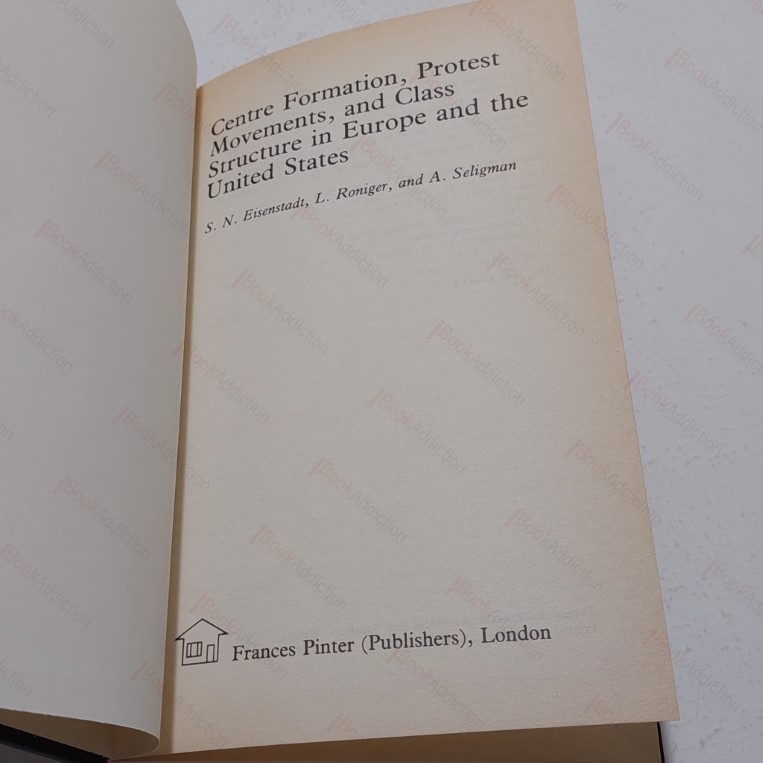 Centre Formation, Protest
Movements, and Class
Structure in Europe and the
United States
S. N. Eisenstadt, L. Roniger, and A. Seligman
Frances Pinter (Publishers), London
BookAddiction